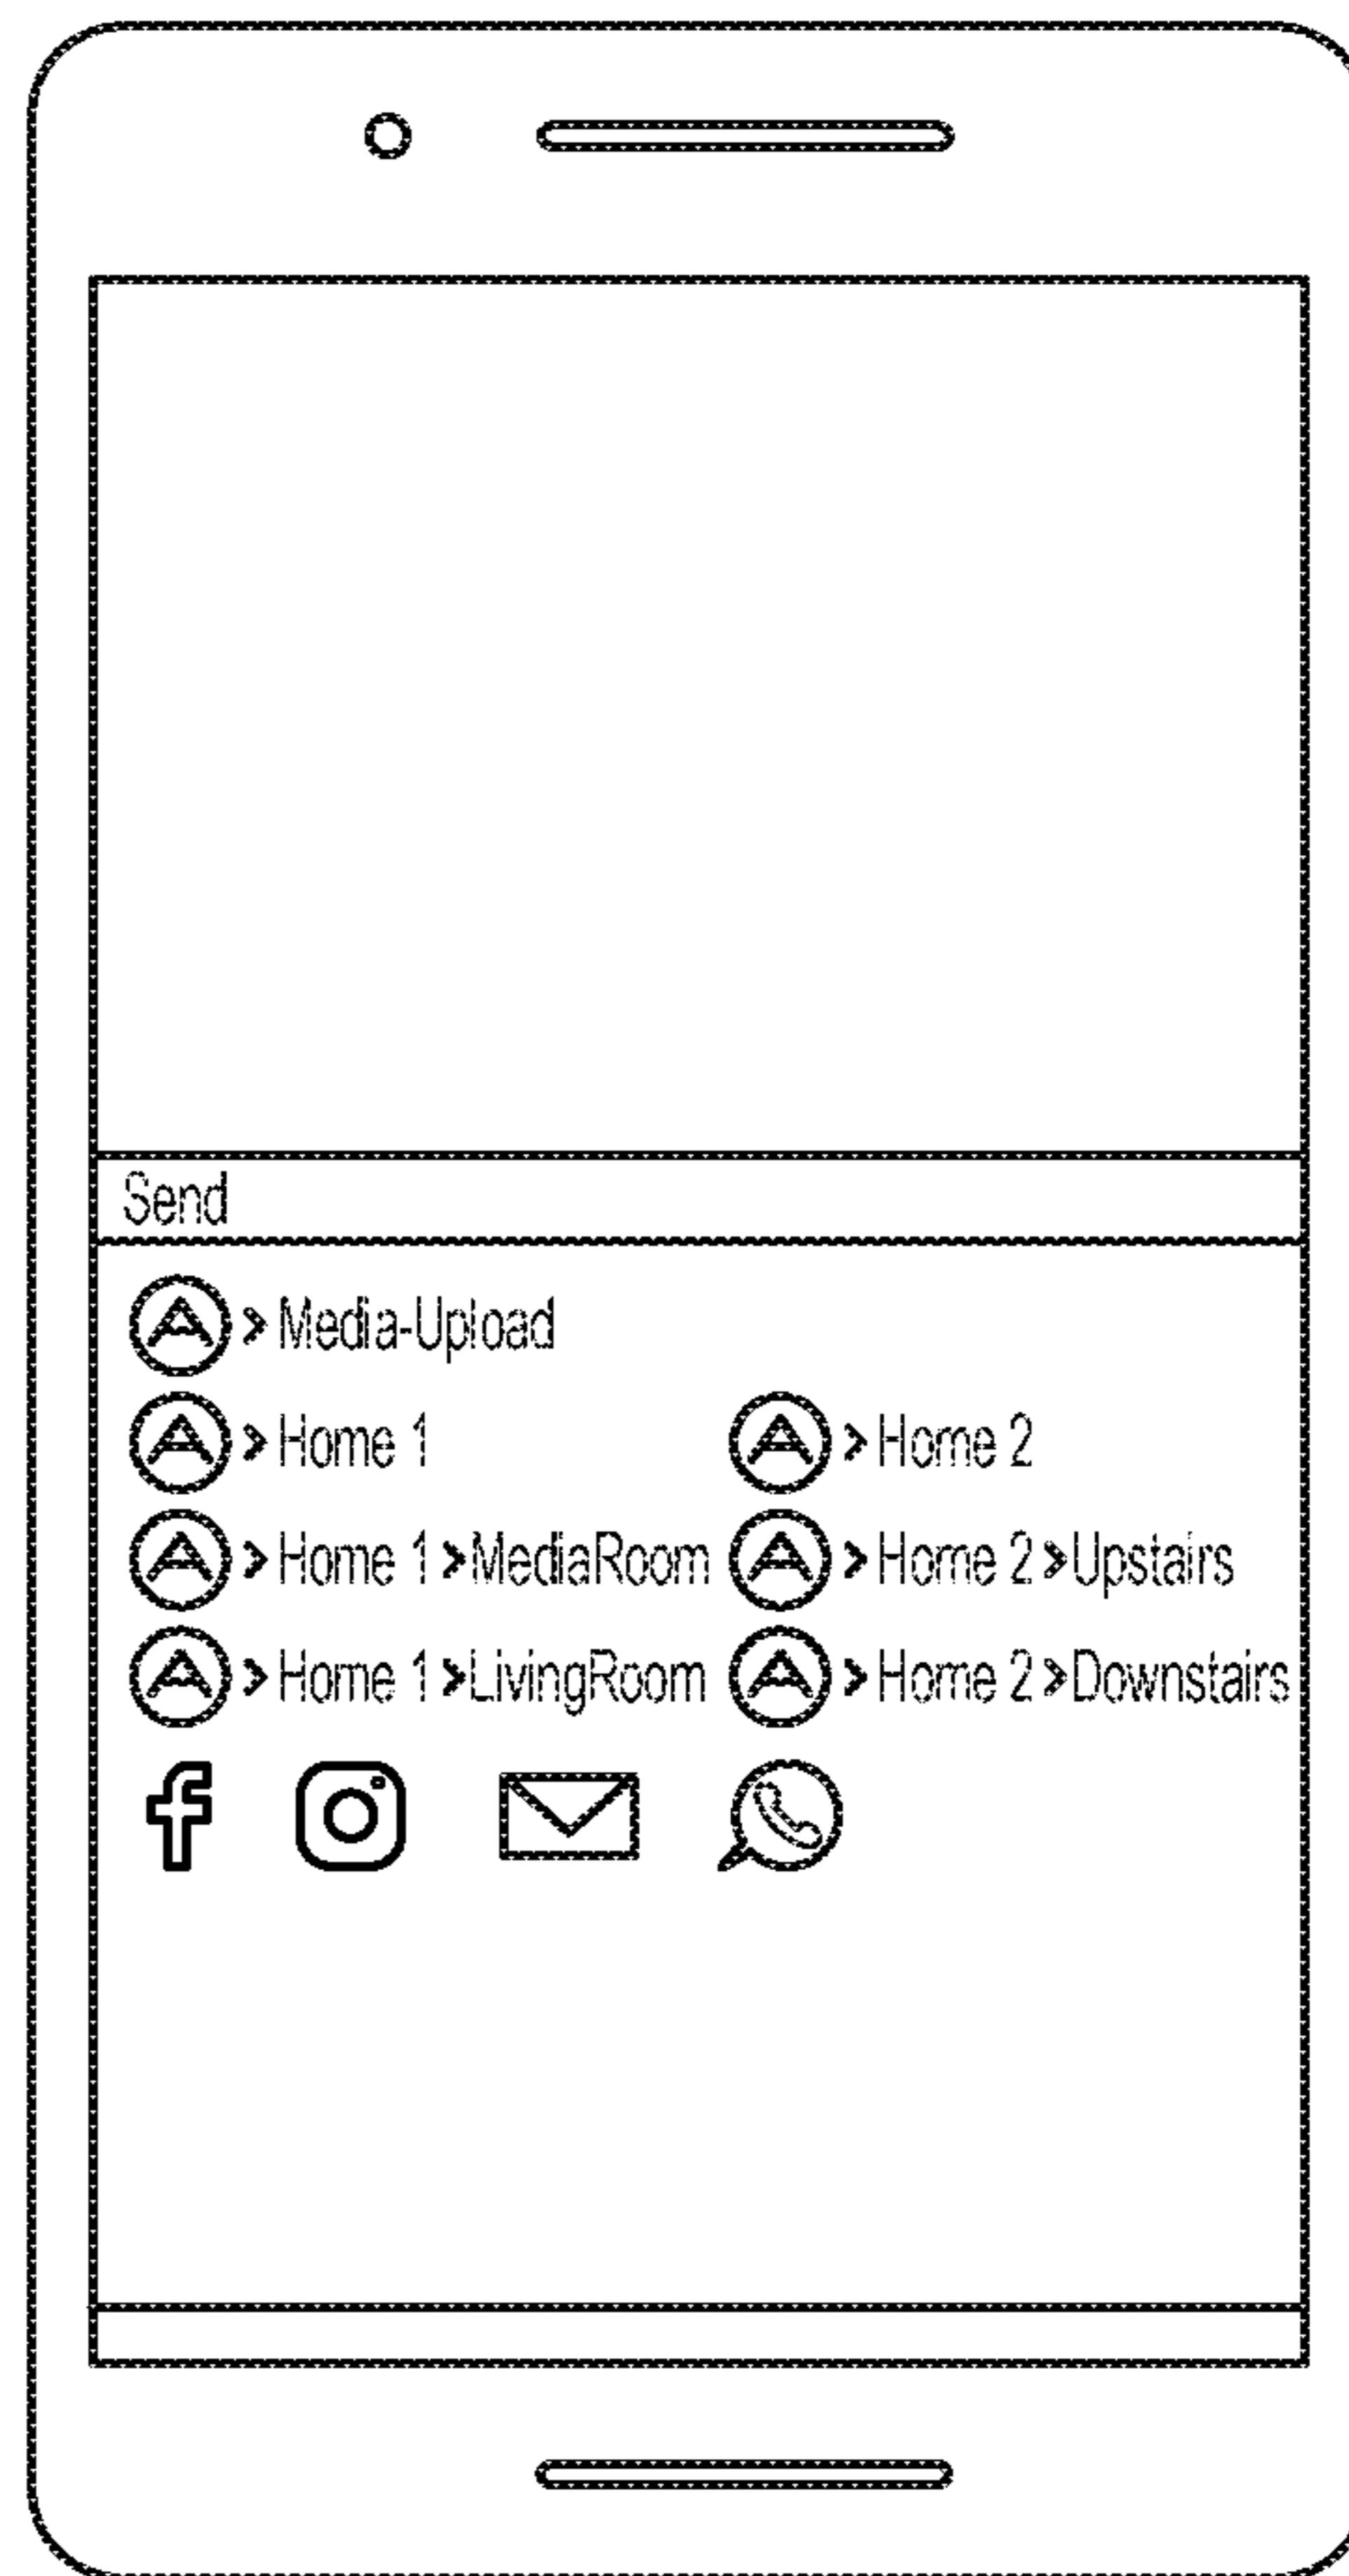 Send
A > Media-Upload
A > Home 1 A > Home 2
A > Home 1 > MediaRoom A > Home 2 > Upstairs
A > Home 1 > LivingRoom A > Home 2 > Downstairs
f